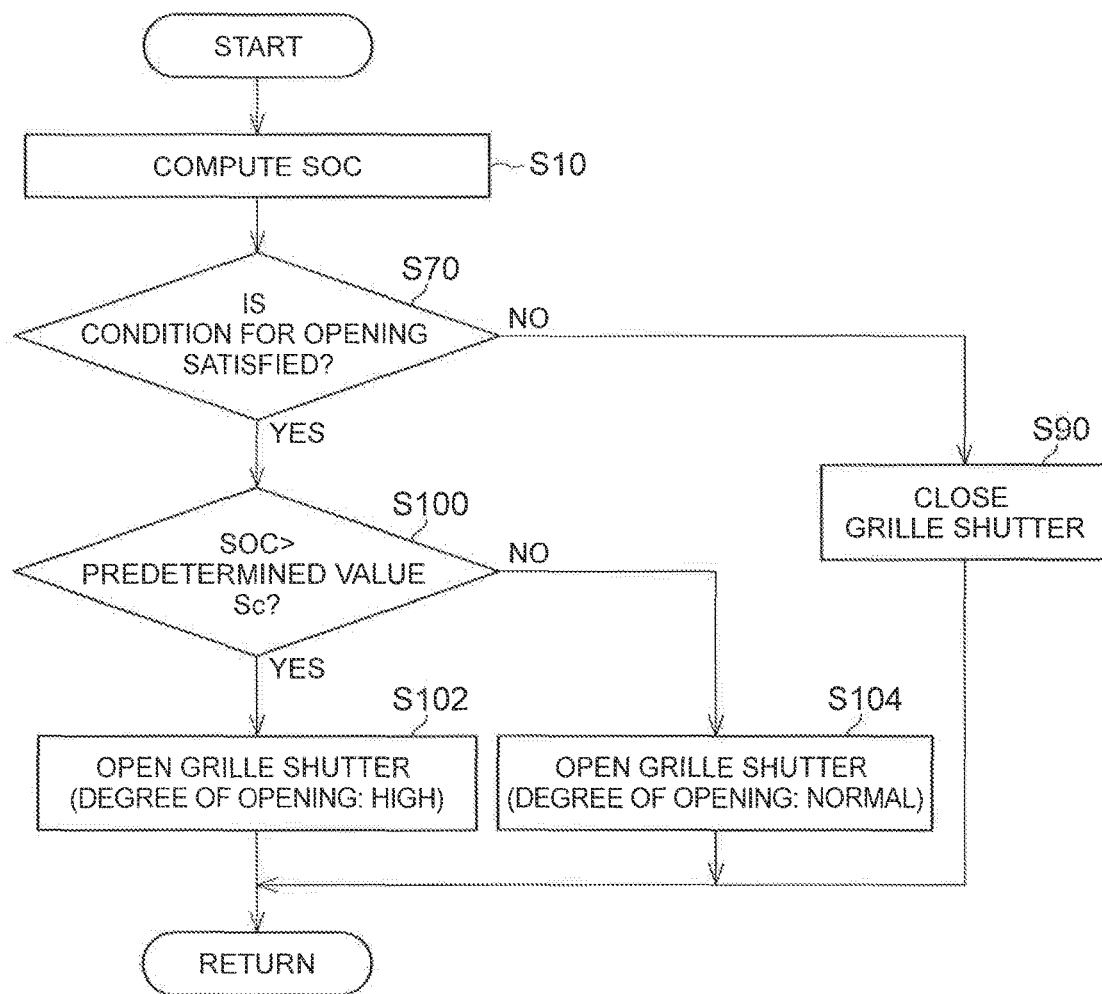 START
COMPUTE SOC
S10
S70
IS
CONDITION FOR OPENING
SATISFIED?
NO
YES
S90
CLOSE
GRILLE SHUTTER
S100
SOC>
PREDETERMINED VALUE
Sc?
NO
YES
S102
OPEN GRILLE SHUTTER
(DEGREE OF OPENING: HIGH)
S104
OPEN GRILLE SHUTTER
(DEGREE OF OPENING: NORMAL)
RETURN